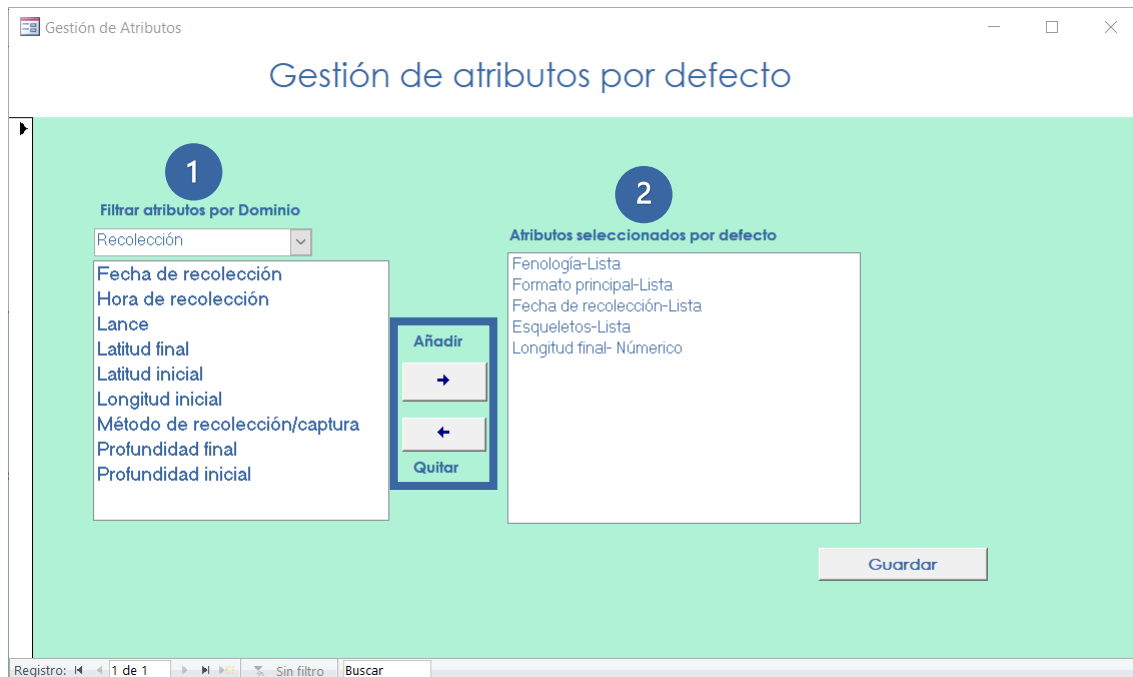 Gestión de Atributos
Gestión de atributos por defecto
1
Filtrar atributos por Dominio
Recolección
Fecha de recolección
Hora de recolección
Lance
Latitud final
Latitud inicial
Longitud inicial
Método de recolección/captura
Profundidad final
Profundidad inicial
Añadir
Quitar
2
Atributos seleccionados por defecto
Fenología-Lista
Formato principal-Lista
Fecha de recolección-Lista
Esqueletos-Lista
Longitud final- Númerico
Guardar
Registro: 1 de 1 Sin filtro Buscar